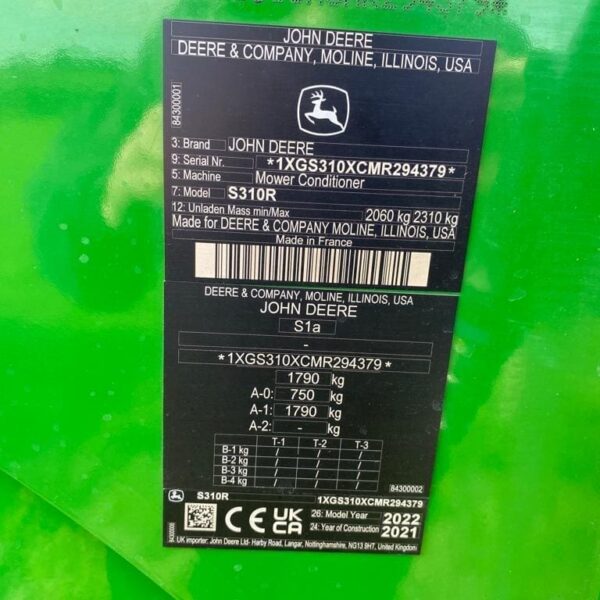 JOHN DEERE
DEERE & COMPANY, MOLINE, ILLINOIS, USA
84300001
3: Brand JOHN DEERE
9: Serial Nr. *1XGS310XCMR294379*
5: Machine Mower Conditioner
7: Model S310R
12: Unladen Mass min/Max 2060 kg 2310 kg
Made for DEERE & COMPANY MOLINE, ILLINOIS, USA
Made in France
DEERE & COMPANY, MOLINE, ILLINOIS, USA
JOHN DEERE
S1a
-
*1XGS310XCMR294379*
1790 kg
A-0: 750 kg
A-1: 1790 kg
A-2: - kg
T-1 T-2 T-3
B-1 kg / / /
B-2 kg / / /
B-3 kg / / /
B-4 kg / / /
84300002
S310R 1XGS310XCMR294379
CE UK CA
26: Model Year 2022
24: Year of Construction 2021
UK importer: John Deere Ltd- Harby Road, Langar, Nottinghamshire, NG13 9HT, United Kingdom